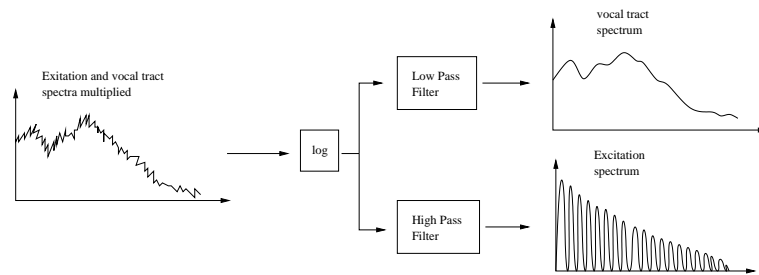 Exitation and vocal tract
spectra multiplied
log
Low Pass
Filter
High Pass
Filter
vocal tract
spectrum
Excitation
spectrum